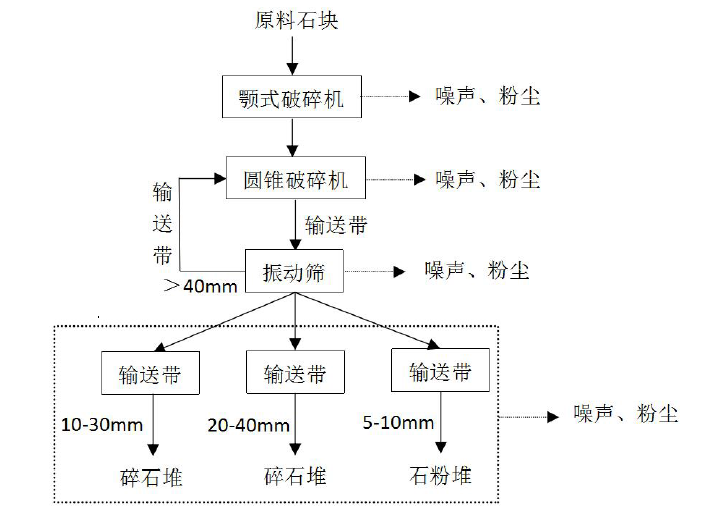 原料石块
颚式破碎机
噪声、粉尘
圆锥破碎机
噪声、粉尘
输送带
输送带
振动筛
噪声、粉尘
＞40mm
输送带
输送带
输送带
10-30mm
20-40mm
5-10mm
噪声、粉尘
碎石堆
碎石堆
石粉堆